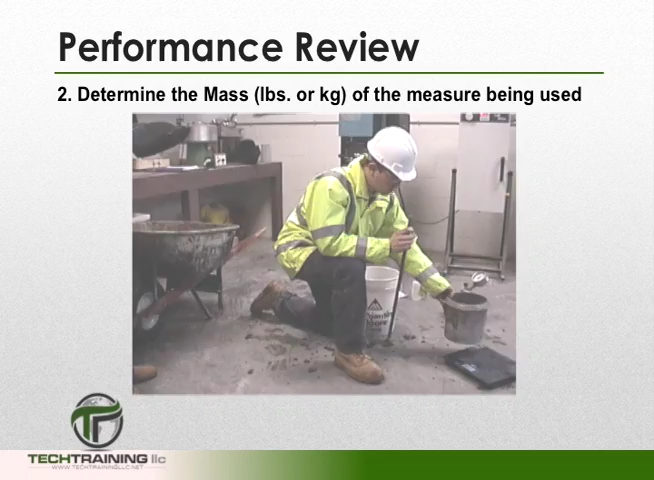 Performance Review
2. Determine the Mass (lbs. or kg) of the measure being used
TECHTRAINING llc
WWW.TECHTRAININGLLC.NET